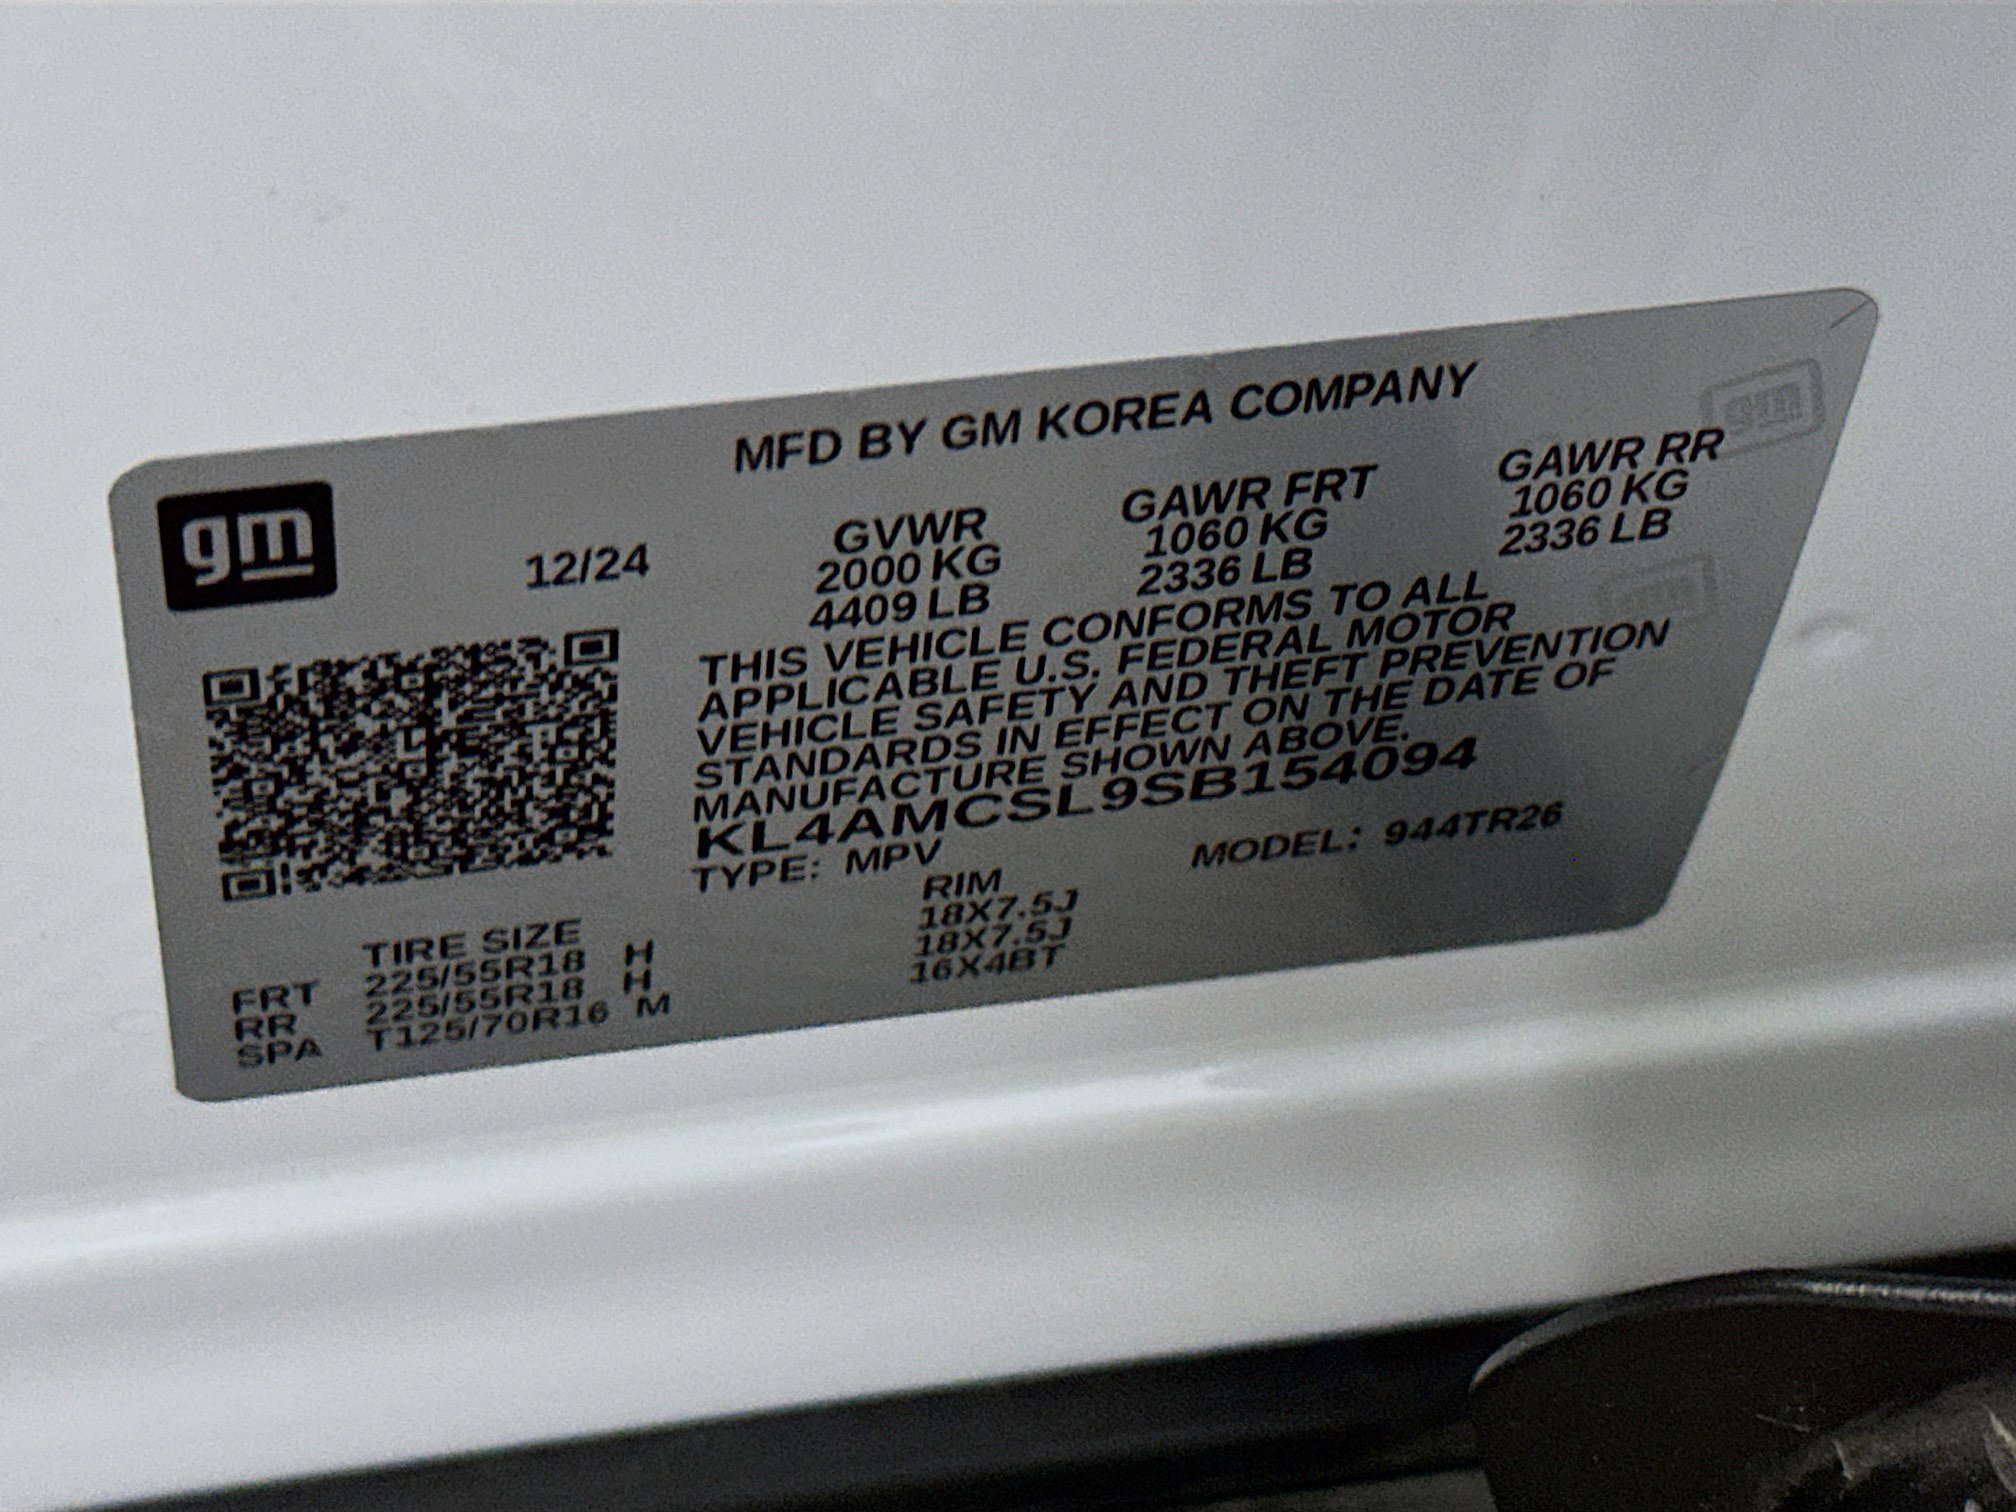 MFD BY GM KOREA COMPANY
gm
12/24
GVWR GAWR FRT GAWR RR
2000 KG 1060 KG 1060 KG
4409 LB 2336 LB 2336 LB
THIS VEHICLE CONFORMS TO ALL
APPLICABLE U.S. FEDERAL MOTOR
VEHICLE SAFETY AND THEFT PREVENTION
STANDARDS IN EFFECT ON THE DATE OF
MANUFACTURE SHOWN ABOVE.
KL4AMCSL9SB154094
TYPE: MPV MODEL: 944TR26
TIRE SIZE RIM
FRT 225/55R18 H 18X7.5J
RR 225/55R18 H 18X7.5J
SPA T125/70R16 M 16X4BT
gm
gm